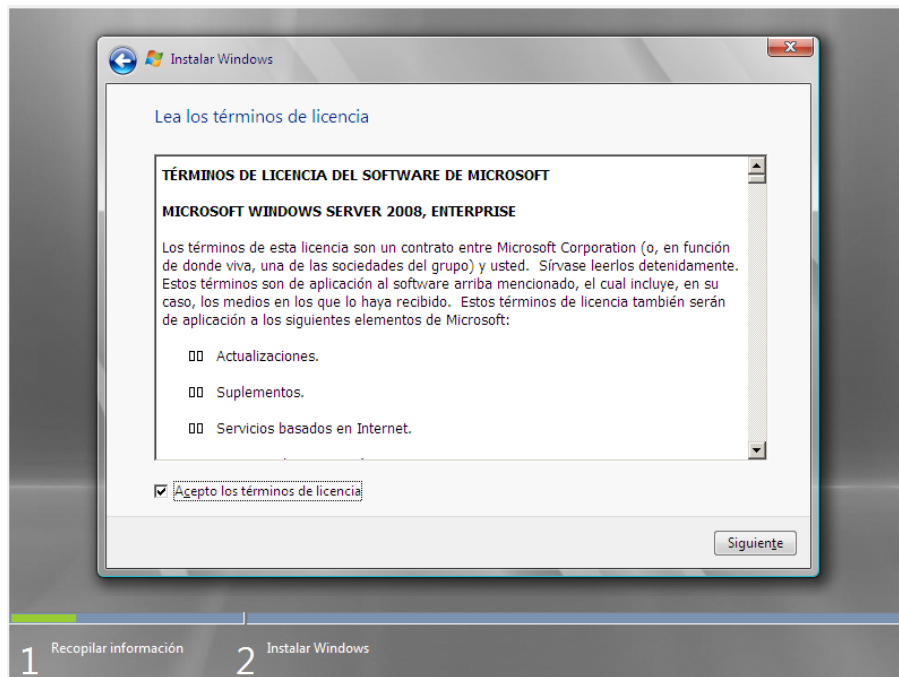 Instalar Windows
Lea los términos de licencia
TÉRMINOS DE LICENCIA DEL SOFTWARE DE MICROSOFT
MICROSOFT WINDOWS SERVER 2008, ENTERPRISE
Los términos de esta licencia son un contrato entre Microsoft Corporation (o, en función
de donde viva, una de las sociedades del grupo) y usted.  Sírvase leerlos detenidamente.
Estos términos son de aplicación al software arriba mencionado, el cual incluye, en su
caso, los medios en los que lo haya recibido.  Estos términos de licencia también serán
de aplicación a los siguientes elementos de Microsoft:
Actualizaciones.
Suplementos.
Servicios basados en Internet.
Acepto los términos de licencia
Siguiente
1 Recopilar información
2 Instalar Windows